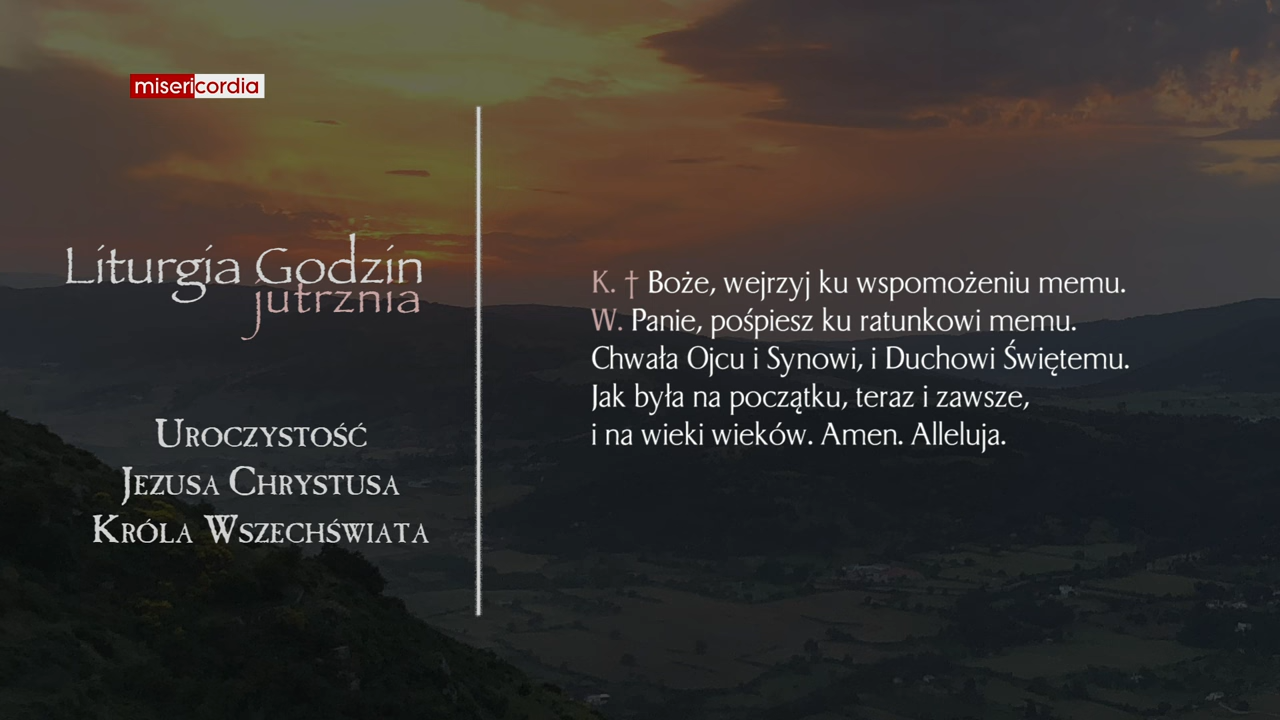 misericordia
Liturgia Godzin
jutrznia
Uroczystość
Jezusa Chrystusa
Króla Wszechświata
K. † Boże, wejrzyj ku wspomożeniu memu.
W. Panie, pośpiesz ku ratunkowi memu.
Chwała Ojcu i Synowi, i Duchowi Świętemu.
Jak była na początku, teraz i zawsze,
i na wieki wieków. Amen. Alleluja.